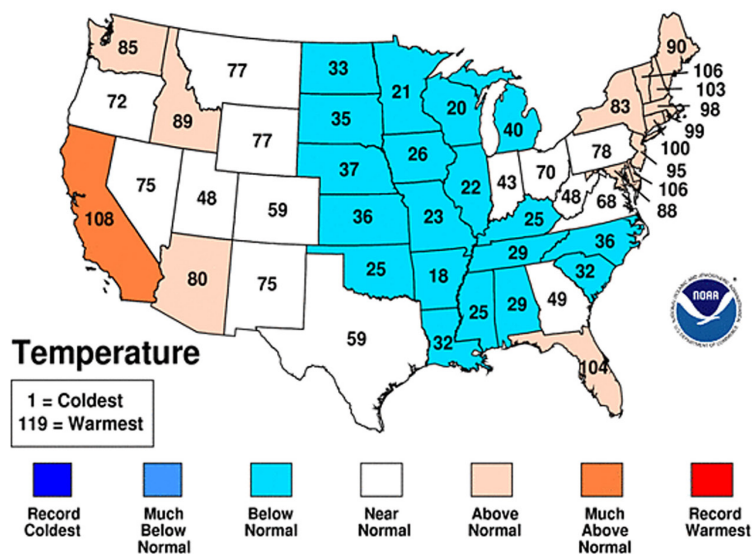 85
77
33
21
20
90
106
103
98
99
100
95
106
88
72
89
77
35
40
83
78
26
37
22
43
70
48
68
108
75
48
59
36
23
25
36
29
32
80
75
25
18
25
29
49
59
32
104
NOAA
Temperature
1 = Coldest
119 = Warmest
Record
Coldest
Much
Below
Normal
Below
Normal
Near
Normal
Above
Normal
Much
Above
Normal
Record
Warmest